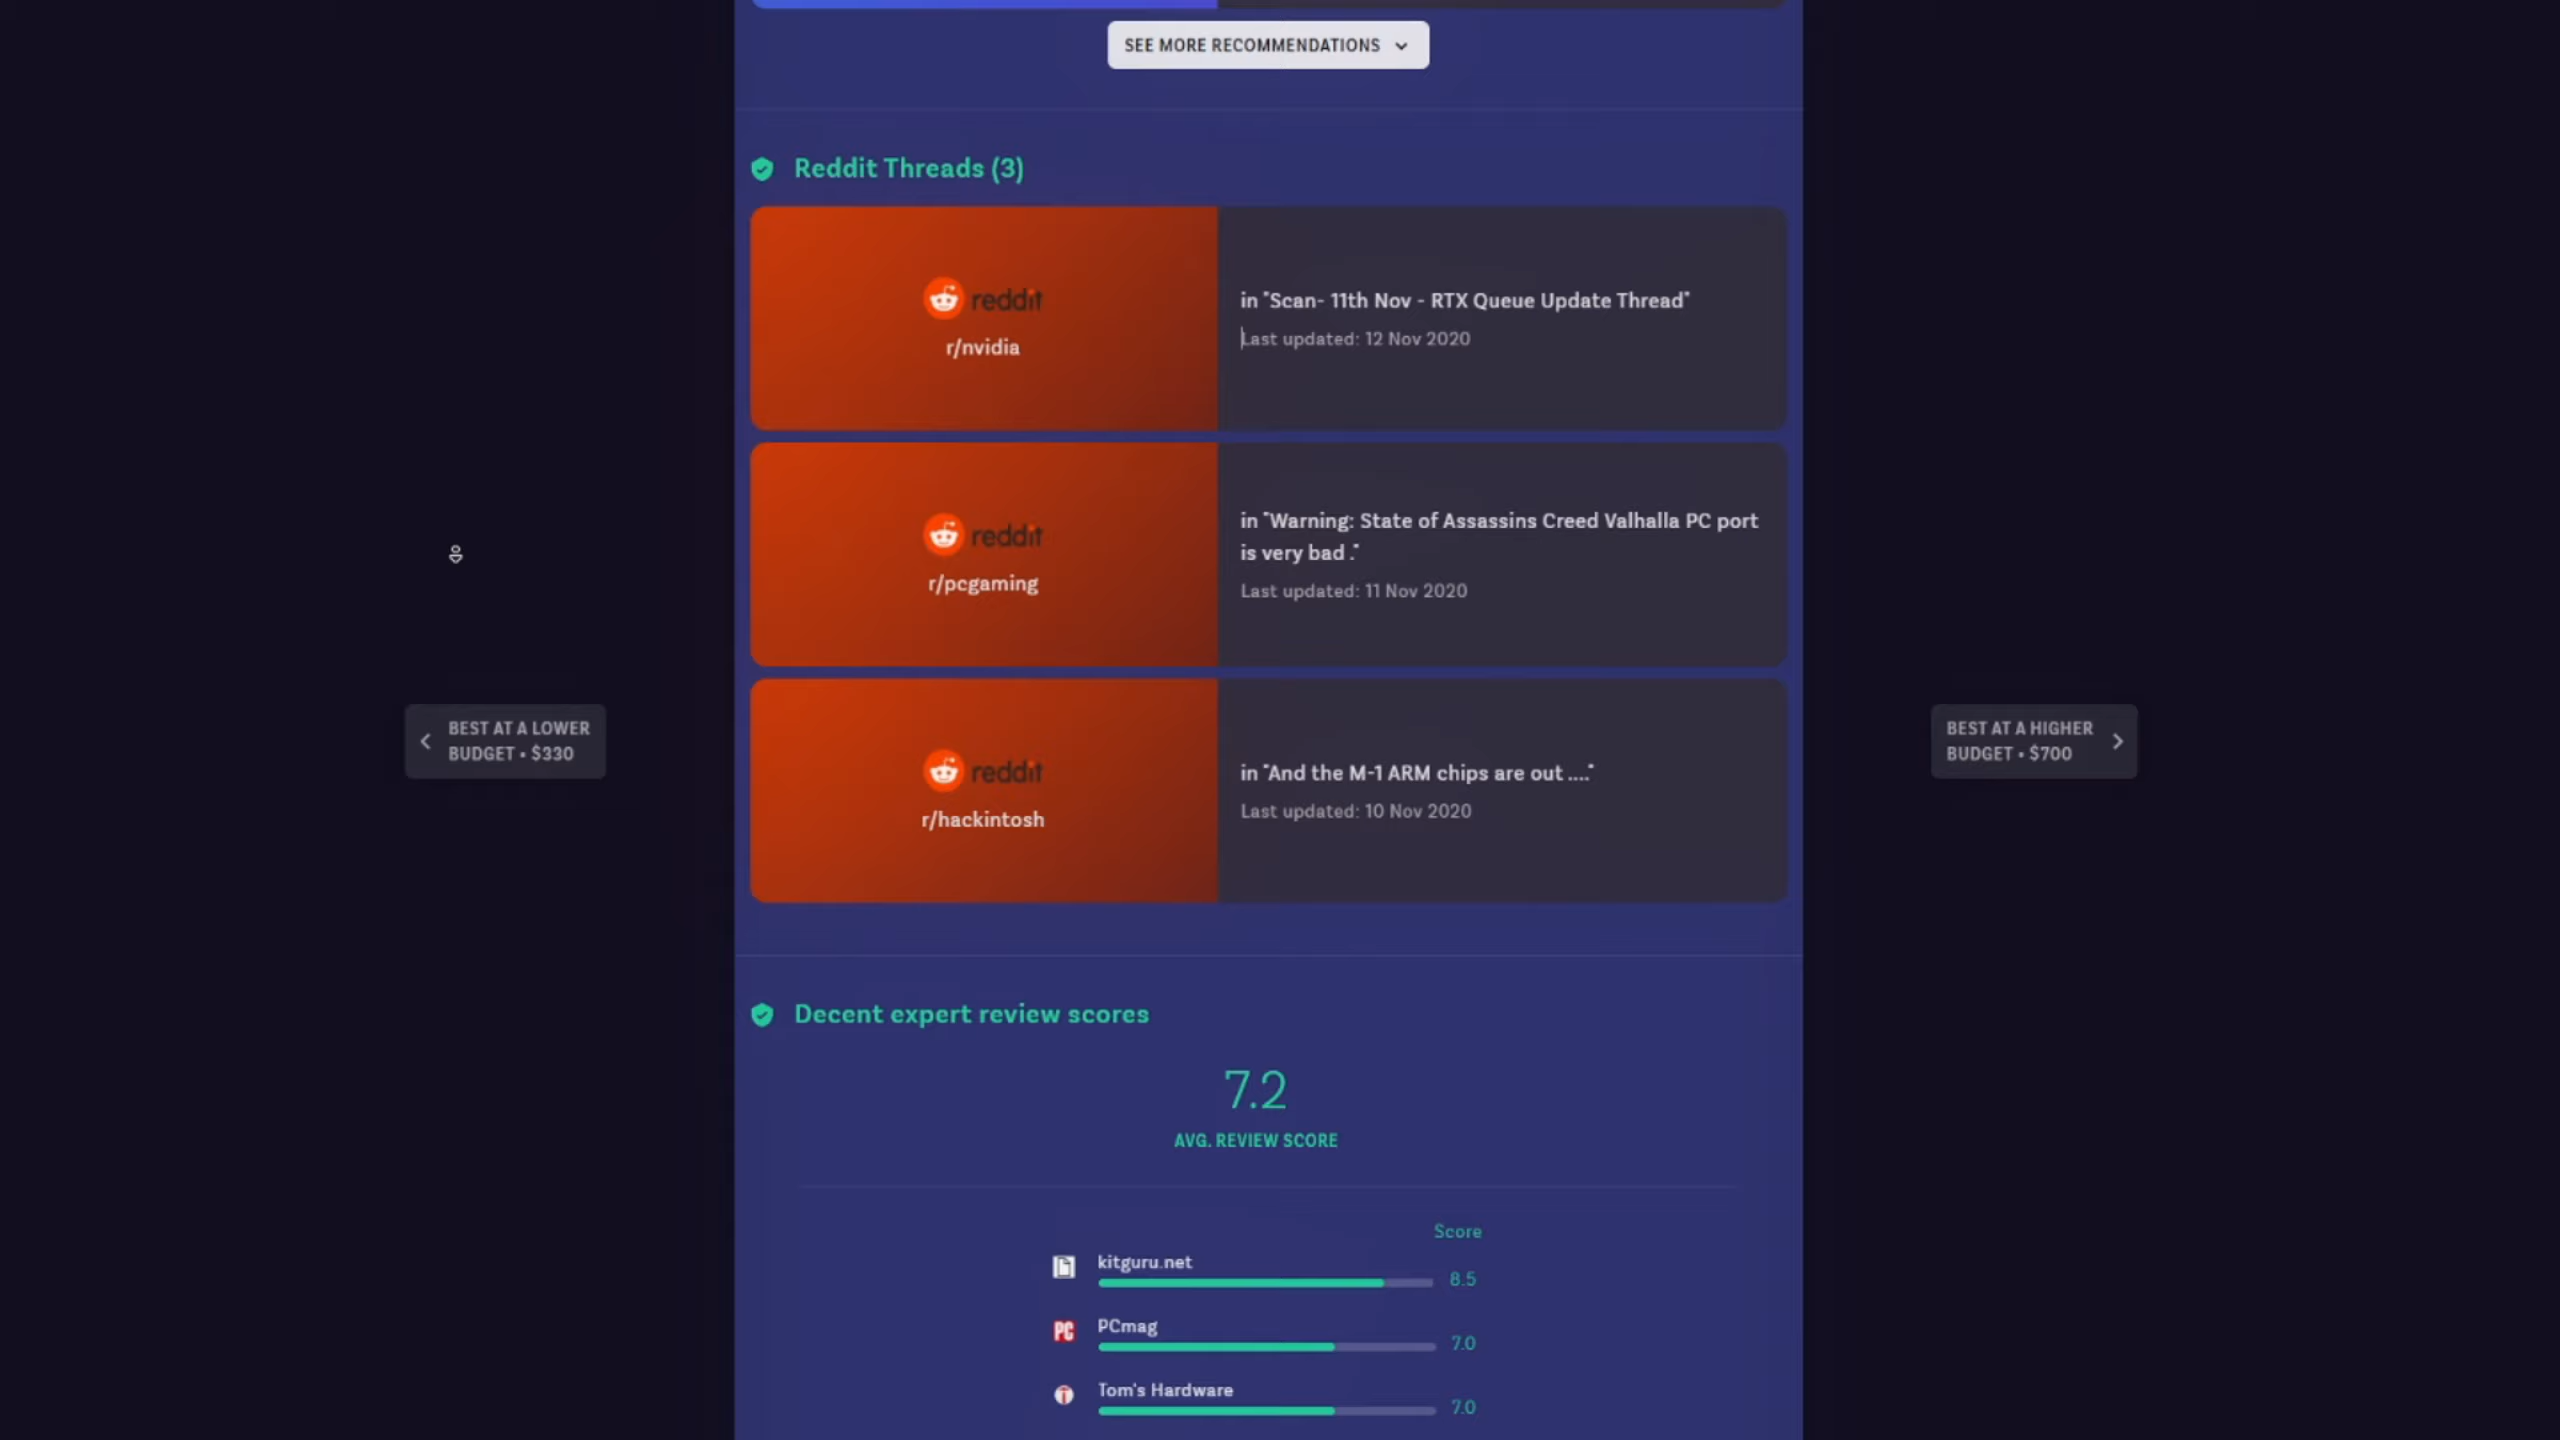 SEE MORE RECOMMENDATIONS
Reddit Threads (3)
reddit
r/nvidia
in "Scan- 11th Nov - RTX Queue Update Thread"
Last updated: 12 Nov 2020
reddit
r/pcgaming
in "Warning: State of Assassins Creed Valhalla PC port
is very bad ."
Last updated: 11 Nov 2020
BEST AT A LOWER
BUDGET • $330
BEST AT A HIGHER
BUDGET • $700
reddit
r/hackintosh
in "And the M-1 ARM chips are out ...."
Last updated: 10 Nov 2020
Decent expert review scores
7.2
AVG. REVIEW SCORE
Score
kitguru.net
8.5
PC
PCmag
7.0
Tom's Hardware
7.0